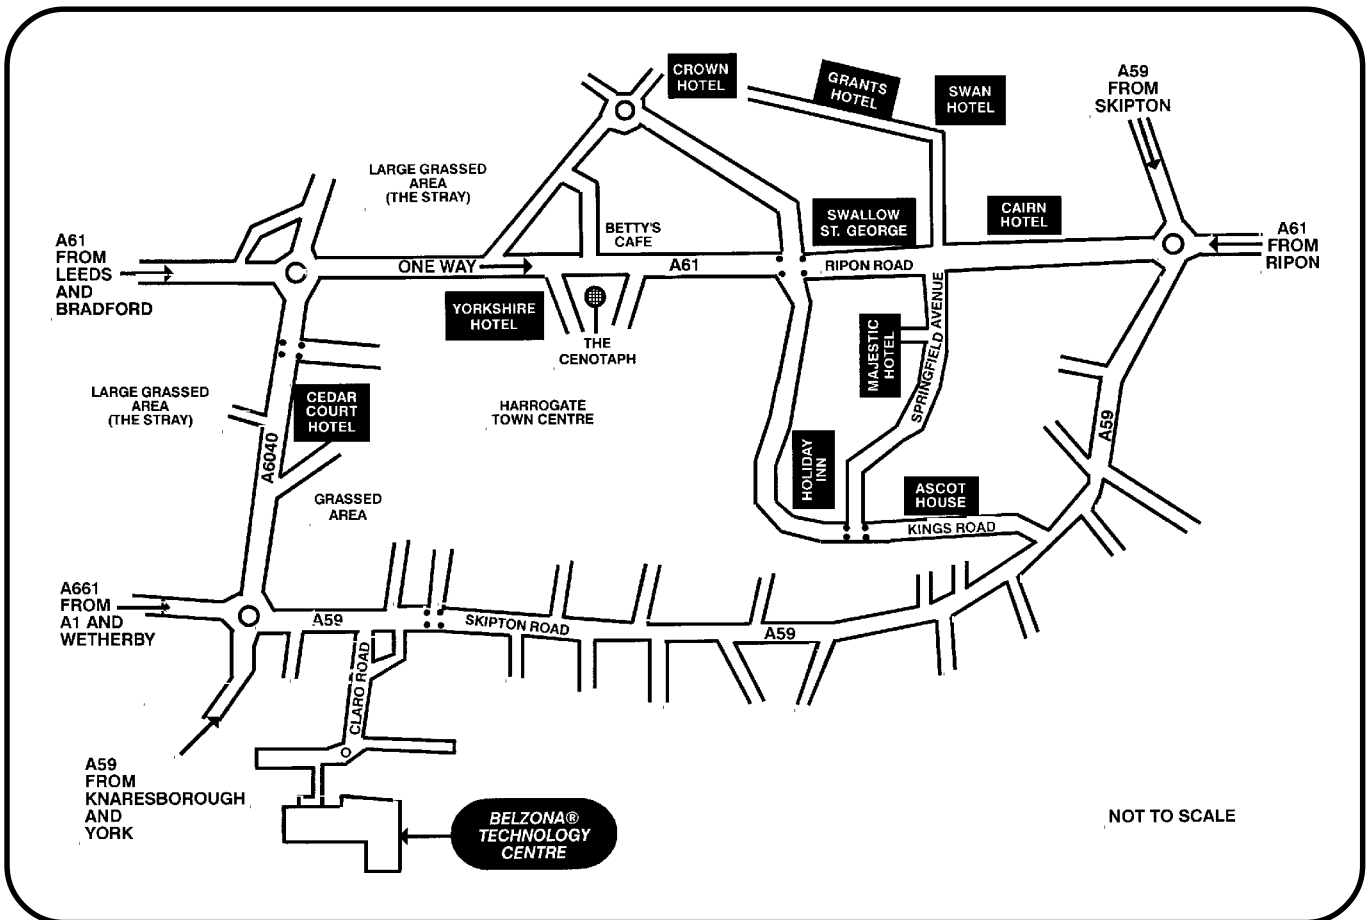 CROWN
HOTEL
GRANTS
HOTEL
SWAN
HOTEL
A59
FROM
SKIPTON
LARGE GRASSED
AREA
(THE STRAY)
BETTY'S
CAFE
SWALLOW
ST. GEORGE
CAIRN
HOTEL
A61
FROM
RIPON
A61
FROM
LEEDS
AND
BRADFORD
ONE WAY
A61
RIPON ROAD
YORKSHIRE
HOTEL
THE
CENOTAPH
MAJESTIC
HOTEL
SPRINGFIELD AVENUE
LARGE GRASSED
AREA
(THE STRAY)
CEDAR
COURT
HOTEL
HARROGATE
TOWN CENTRE
A6040
A59
HOLIDAY
INN
GRASSED
AREA
ASCOT
HOUSE
KINGS ROAD
A661
FROM
A1 AND
WETHERBY
A59
SKIPTON ROAD
A59
CLARO ROAD
A59
FROM
KNARESBOROUGH
AND
YORK
BELZONA®
TECHNOLOGY
CENTRE
NOT TO SCALE